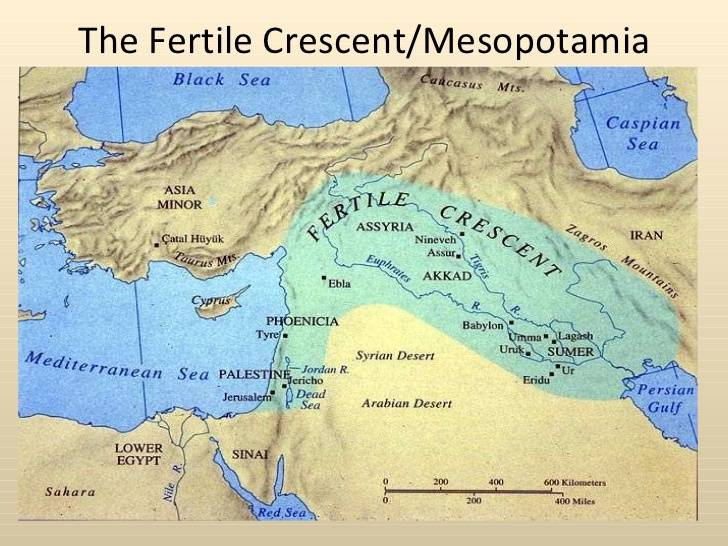 The Fertile Crescent/Mesopotamia
Black Sea
Caucasus Mts.
Caspian
Sea
ASIA
MINOR
FERTILE CRESCENT
ASSYRIA
Çatal Hüyük
Taurus Mts.
Nineveh
Assur
Tigris R.
Zagros Mountains
IRAN
Euphrates R.
AKKAD
Ebla
Cyprus
PHOENICIA
Tyre
Babylon
Umma
Lagash
Uruk
SUMER
Ur
Eridu
Mediterranean Sea
Syrian Desert
PALESTINE
Jordan R.
Jericho
Jerusalem
Dead
Sea
Arabian Desert
Persian
Gulf
LOWER
EGYPT
SINAI
Nile R.
Sahara
Red Sea
0 200 400 600 Kilometers
0 200 400 Miles